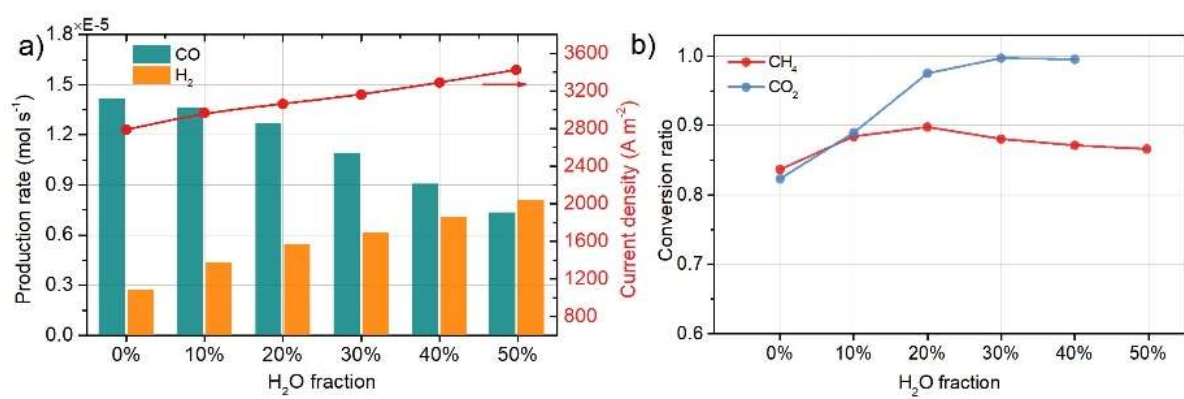 a)
1.8×E-5
1.5
1.2
0.9
0.6
0.3
0.0
Production rate (mol s⁻¹)
CO
H₂
3600
3200
2800
2400
2000
1600
1200
800
Current density (A m⁻²)
0% 10% 20% 30% 40% 50%
H₂O fraction
b)
1.0
0.9
0.8
0.7
0.6
Conversion ratio
CH₄
CO₂
0% 10% 20% 30% 40% 50%
H₂O fraction